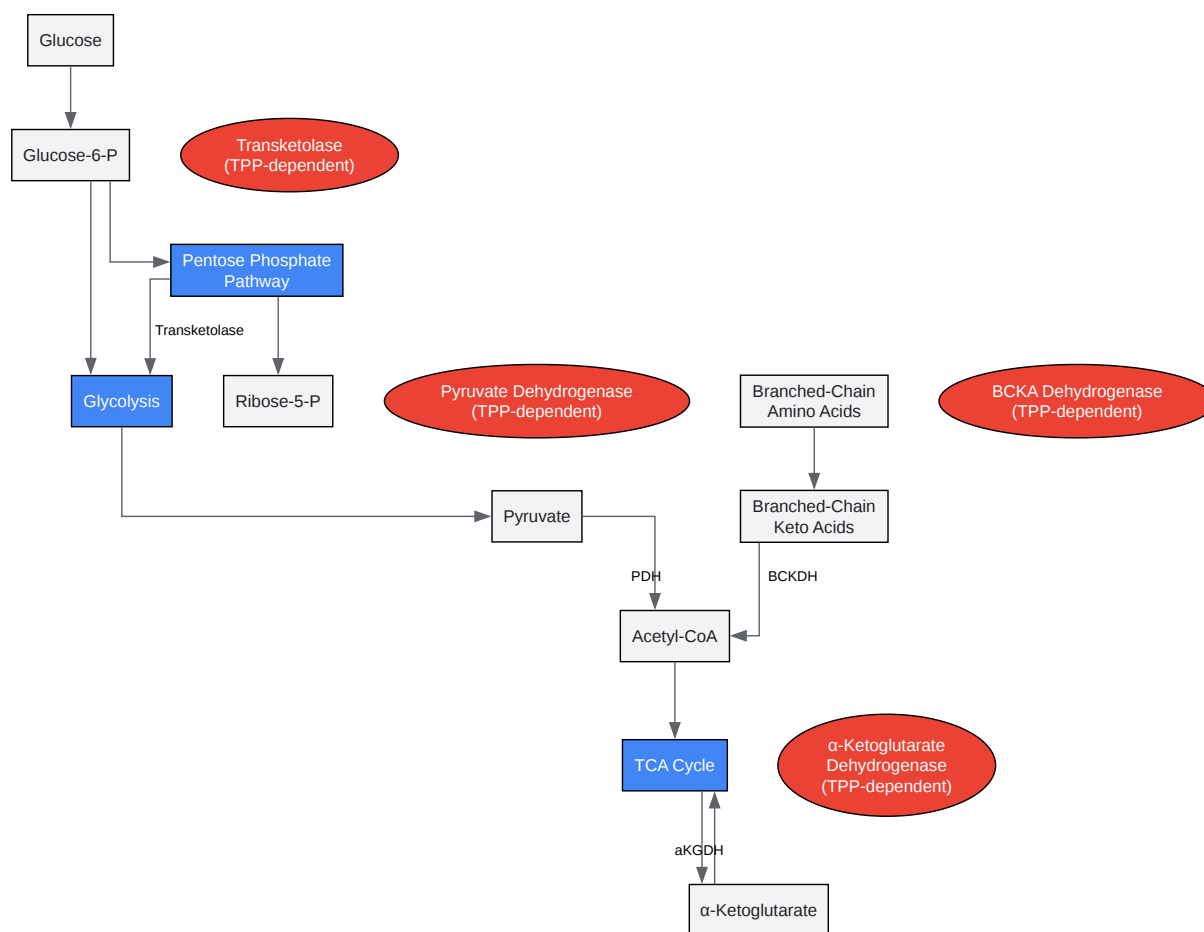 Glucose
Glucose-6-P
Transketolase
(TPP-dependent)
Pentose Phosphate
Pathway
Transketolase
Glycolysis
Ribose-5-P
Pyruvate Dehydrogenase
(TPP-dependent)
Branched-Chain
Amino Acids
BCKA Dehydrogenase
(TPP-dependent)
Pyruvate
Branched-Chain
Keto Acids
PDH
BCKDH
Acetyl-CoA
TCA Cycle
α-Ketoglutarate
Dehydrogenase
(TPP-dependent)
aKGDH
α-Ketoglutarate